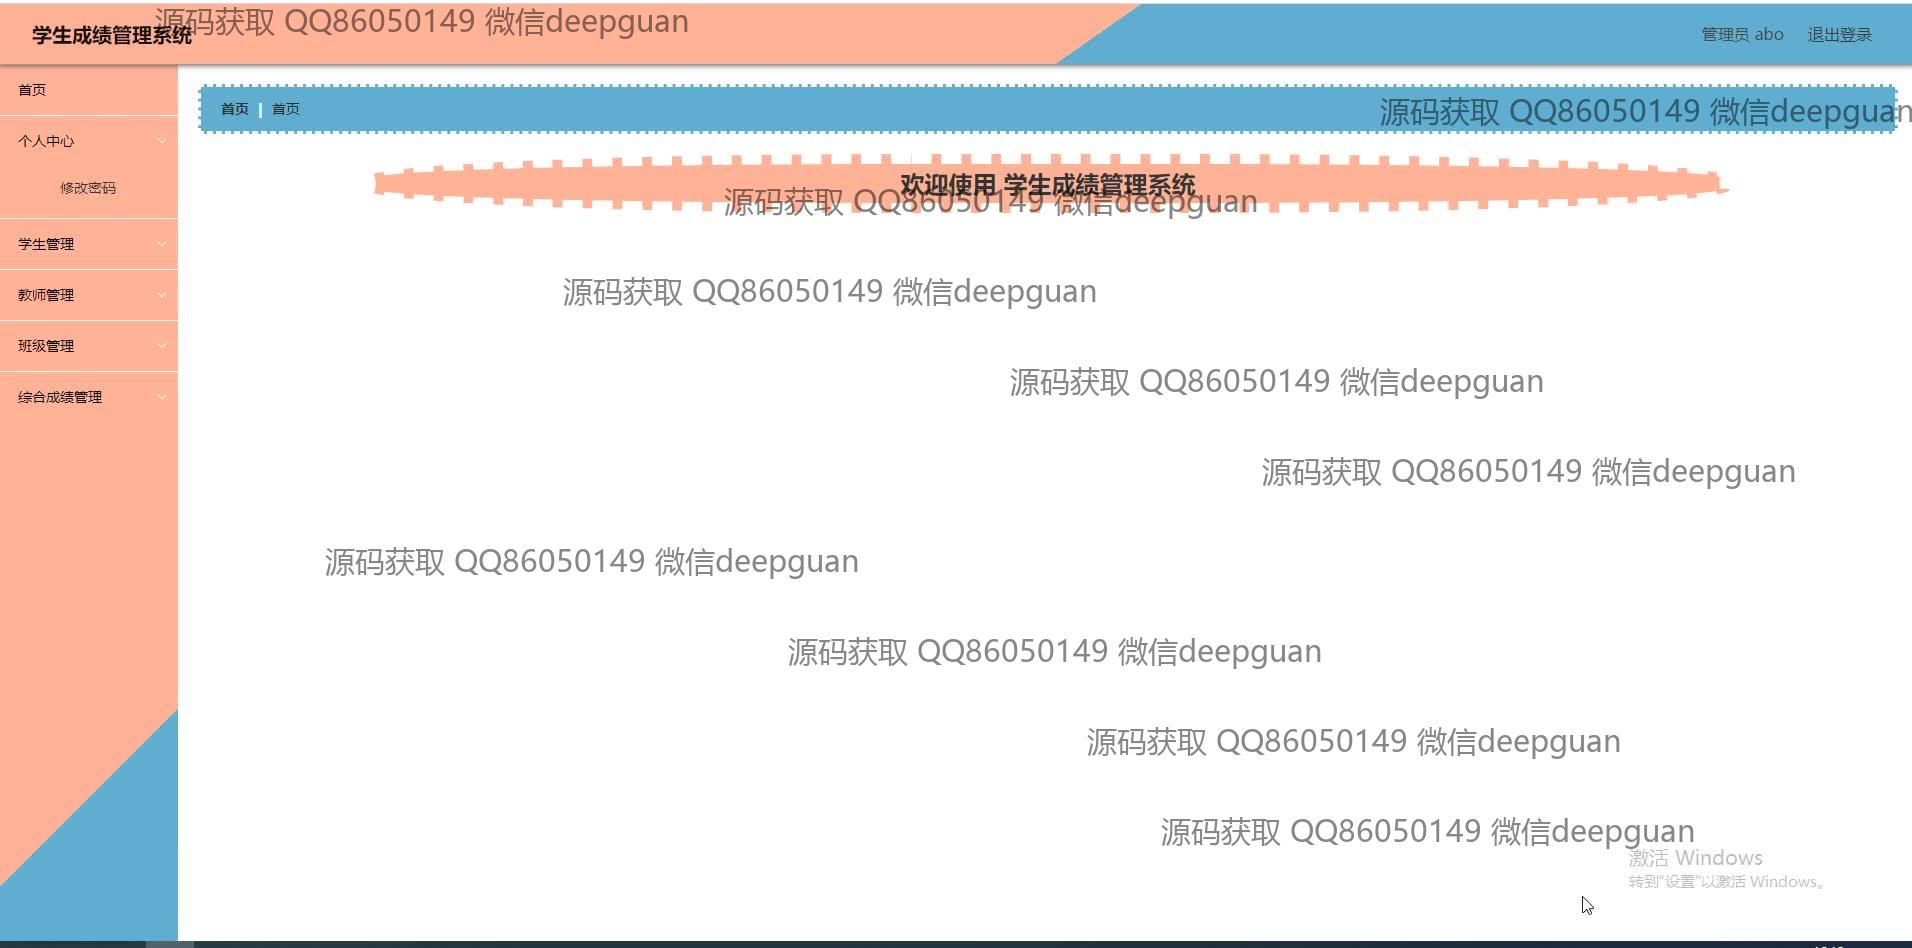 源码获取 QQ86050149 微信deepguan
学生成绩管理系统
管理员 abo 退出登录
首页
首页 | 首页
源码获取 QQ86050149 微信deepguan
个人中心
修改密码
欢迎使用 学生成绩管理系统
源码获取 QQ86050149 微信deepguan
学生管理
源码获取 QQ86050149 微信deepguan
教师管理
班级管理
源码获取 QQ86050149 微信deepguan
综合成绩管理
源码获取 QQ86050149 微信deepguan
源码获取 QQ86050149 微信deepguan
源码获取 QQ86050149 微信deepguan
源码获取 QQ86050149 微信deepguan
源码获取 QQ86050149 微信deepguan
激活 Windows
转到“设置”以激活 Windows。